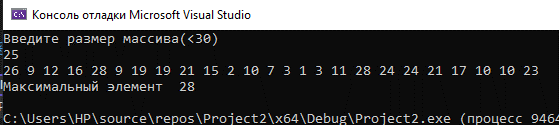 Консоль отладки Microsoft Visual Studio
Введите размер массива(<30)
25
26 9 12 16 28 9 19 19 21 15 2 10 7 3 1 3 11 28 24 24 21 17 10 10 23
Максимальный элемент  28
C:\Users\HP\source\repos\Project2\x64\Debug\Project2.exe (процесс 9464